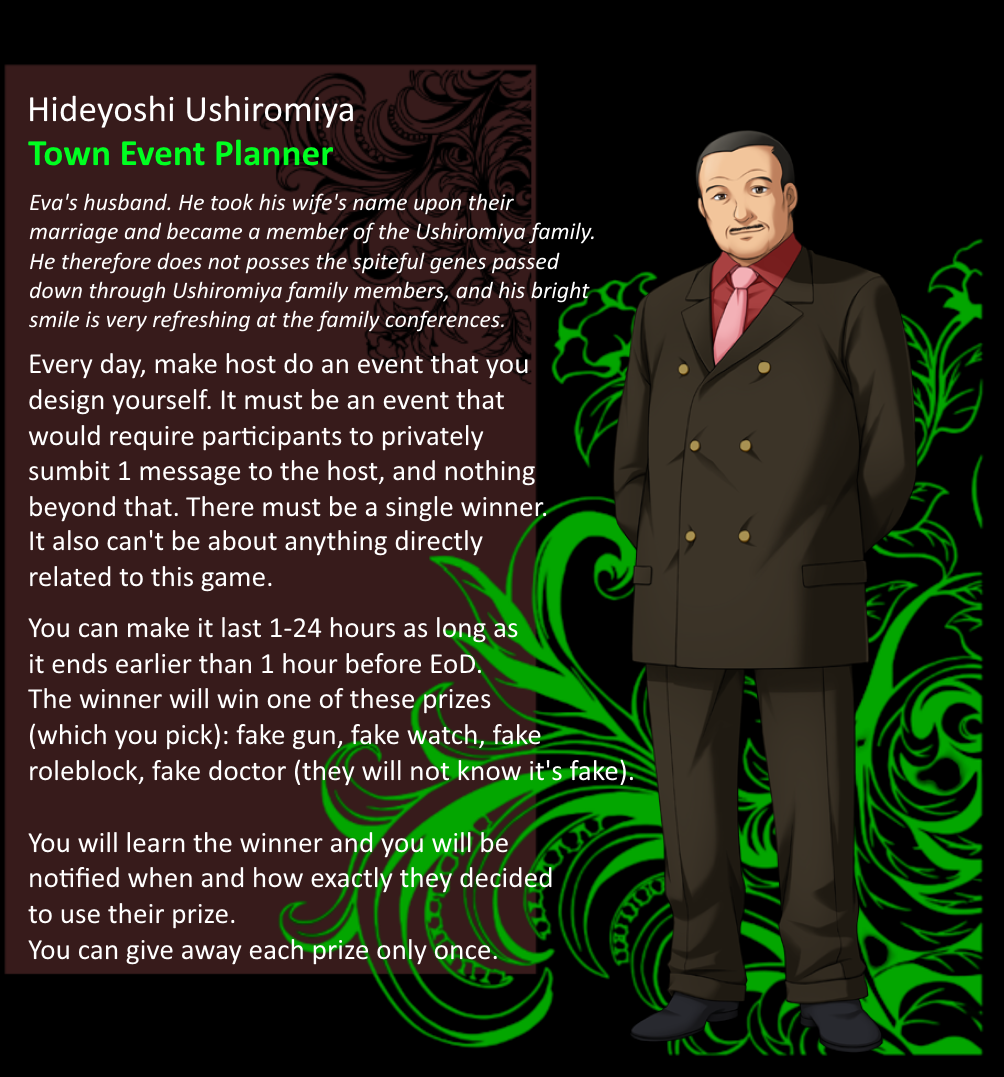 Hideyoshi Ushiromiya
Town Event Planner
Eva's husband. He took his wife's name upon their
marriage and became a member of the Ushiromiya family.
He therefore does not posses the spiteful genes passed
down through Ushiromiya family members, and his bright
smile is very refreshing at the family conferences.
Every day, make host do an event that you
design yourself. It must be an event that
would require participants to privately
sumbit 1 message to the host, and nothing
beyond that. There must be a single winner.
It also can't be about anything directly
related to this game.
You can make it last 1-24 hours as long as
it ends earlier than 1 hour before EoD.
The winner will win one of these prizes
(which you pick): fake gun, fake watch, fake
roleblock, fake doctor (they will not know it's fake).
You will learn the winner and you will be
notified when and how exactly they decided
to use their prize.
You can give away each prize only once.